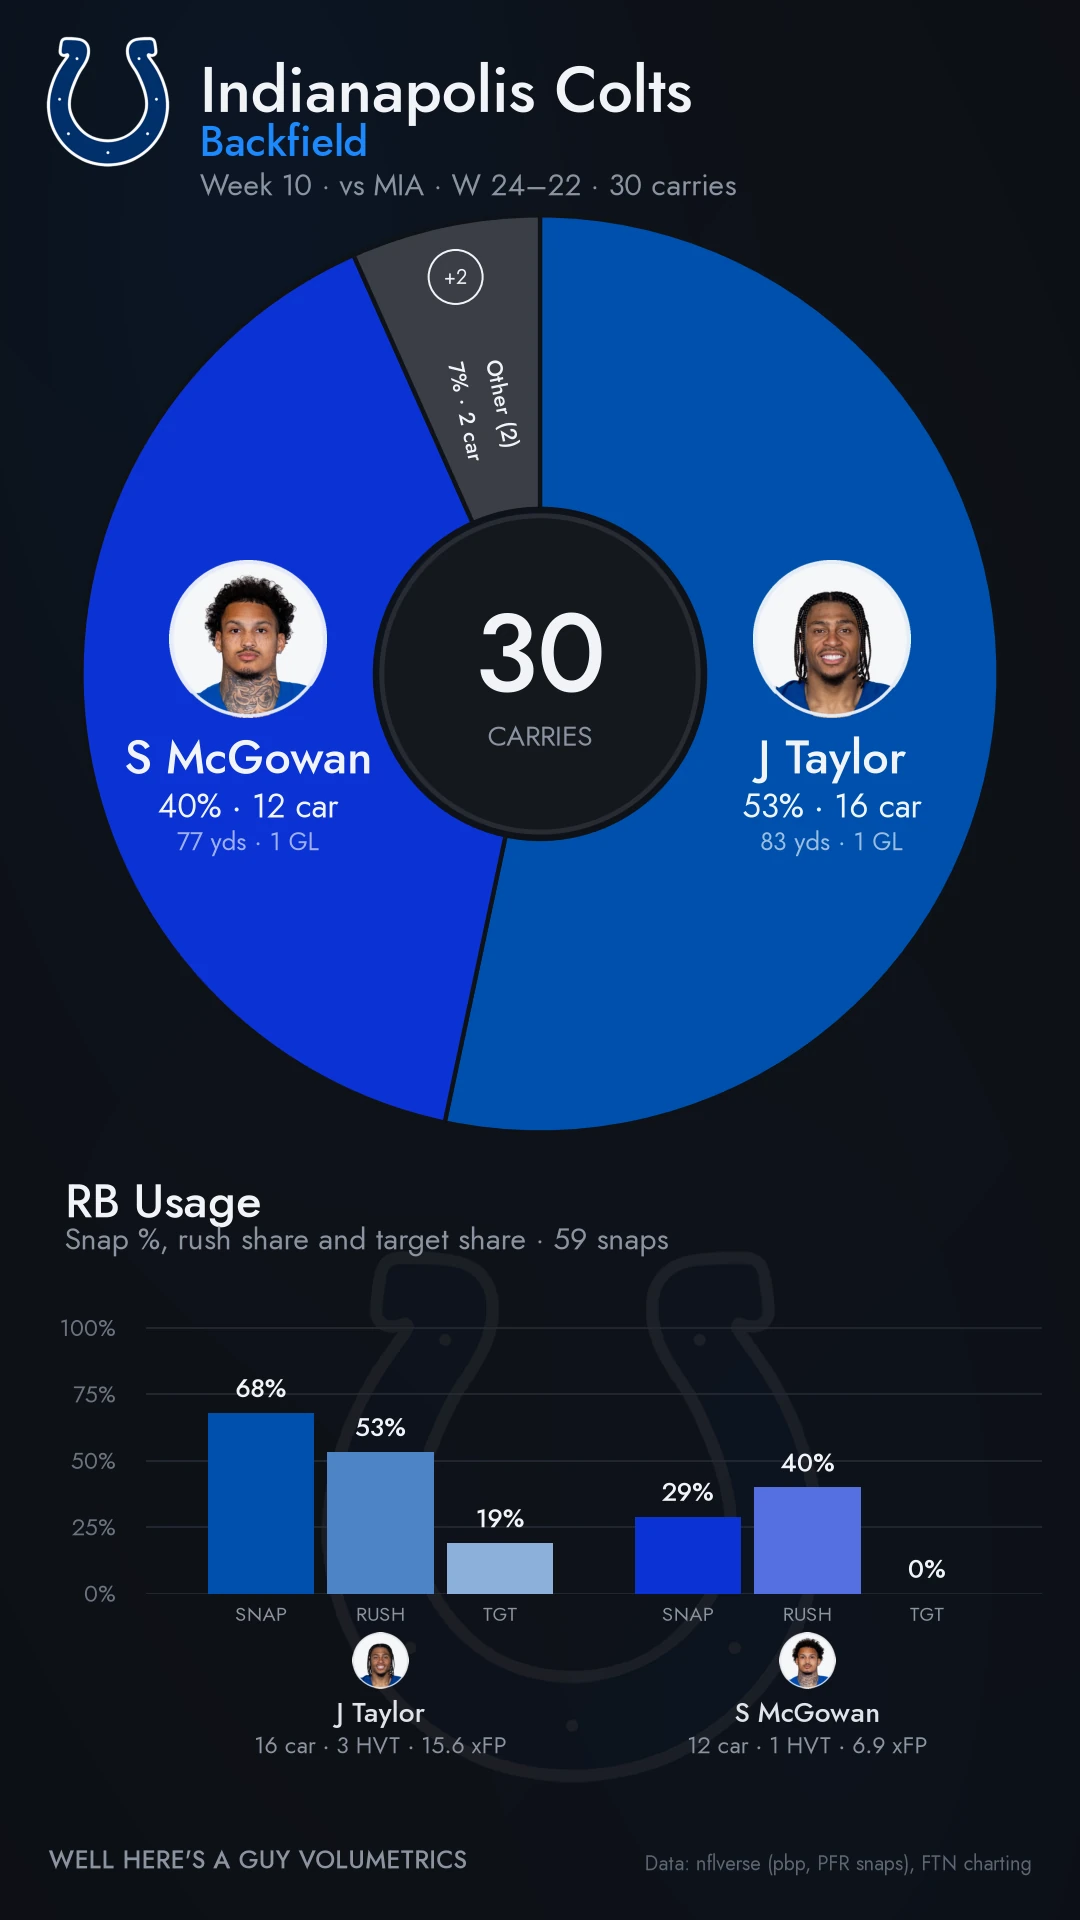 Indianapolis Colts
Backfield
Week 10 · vs MIA · W 24–22 · 30 carries
+2
Other (2)
7% · 2 car
S McGowan
40% · 12 car
77 yds · 1 GL
30
CARRIES
J Taylor
53% · 16 car
83 yds · 1 GL
RB Usage
Snap %, rush share and target share · 59 snaps
100%
75%
50%
25%
0%
68%
53%
19%
29%
40%
0%
SNAP RUSH TGT SNAP RUSH TGT
J Taylor
16 car · 3 HVT · 15.6 xFP
S McGowan
12 car · 1 HVT · 6.9 xFP
WELL HERE'S A GUY VOLUMETRICS
Data: nflverse (pbp, PFR snaps), FTN charting